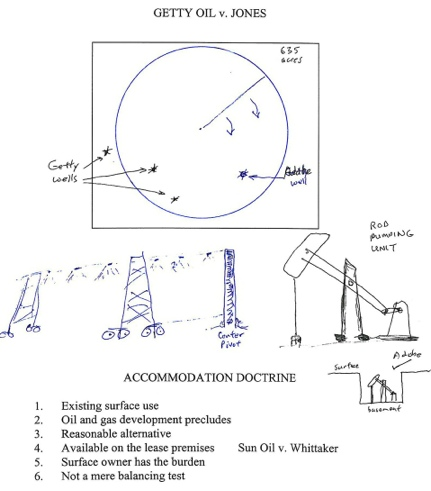 GETTY OIL v. JONES
635
acres
Getty
wells
Adobe
well
ROD
PUMPING
UNIT
Center
Pivot
Surface
Adobe
basement
ACCOMMODATION DOCTRINE
1. Existing surface use
2. Oil and gas development precludes
3. Reasonable alternative
4. Available on the lease premises Sun Oil v. Whittaker
5. Surface owner has the burden
6. Not a mere balancing test